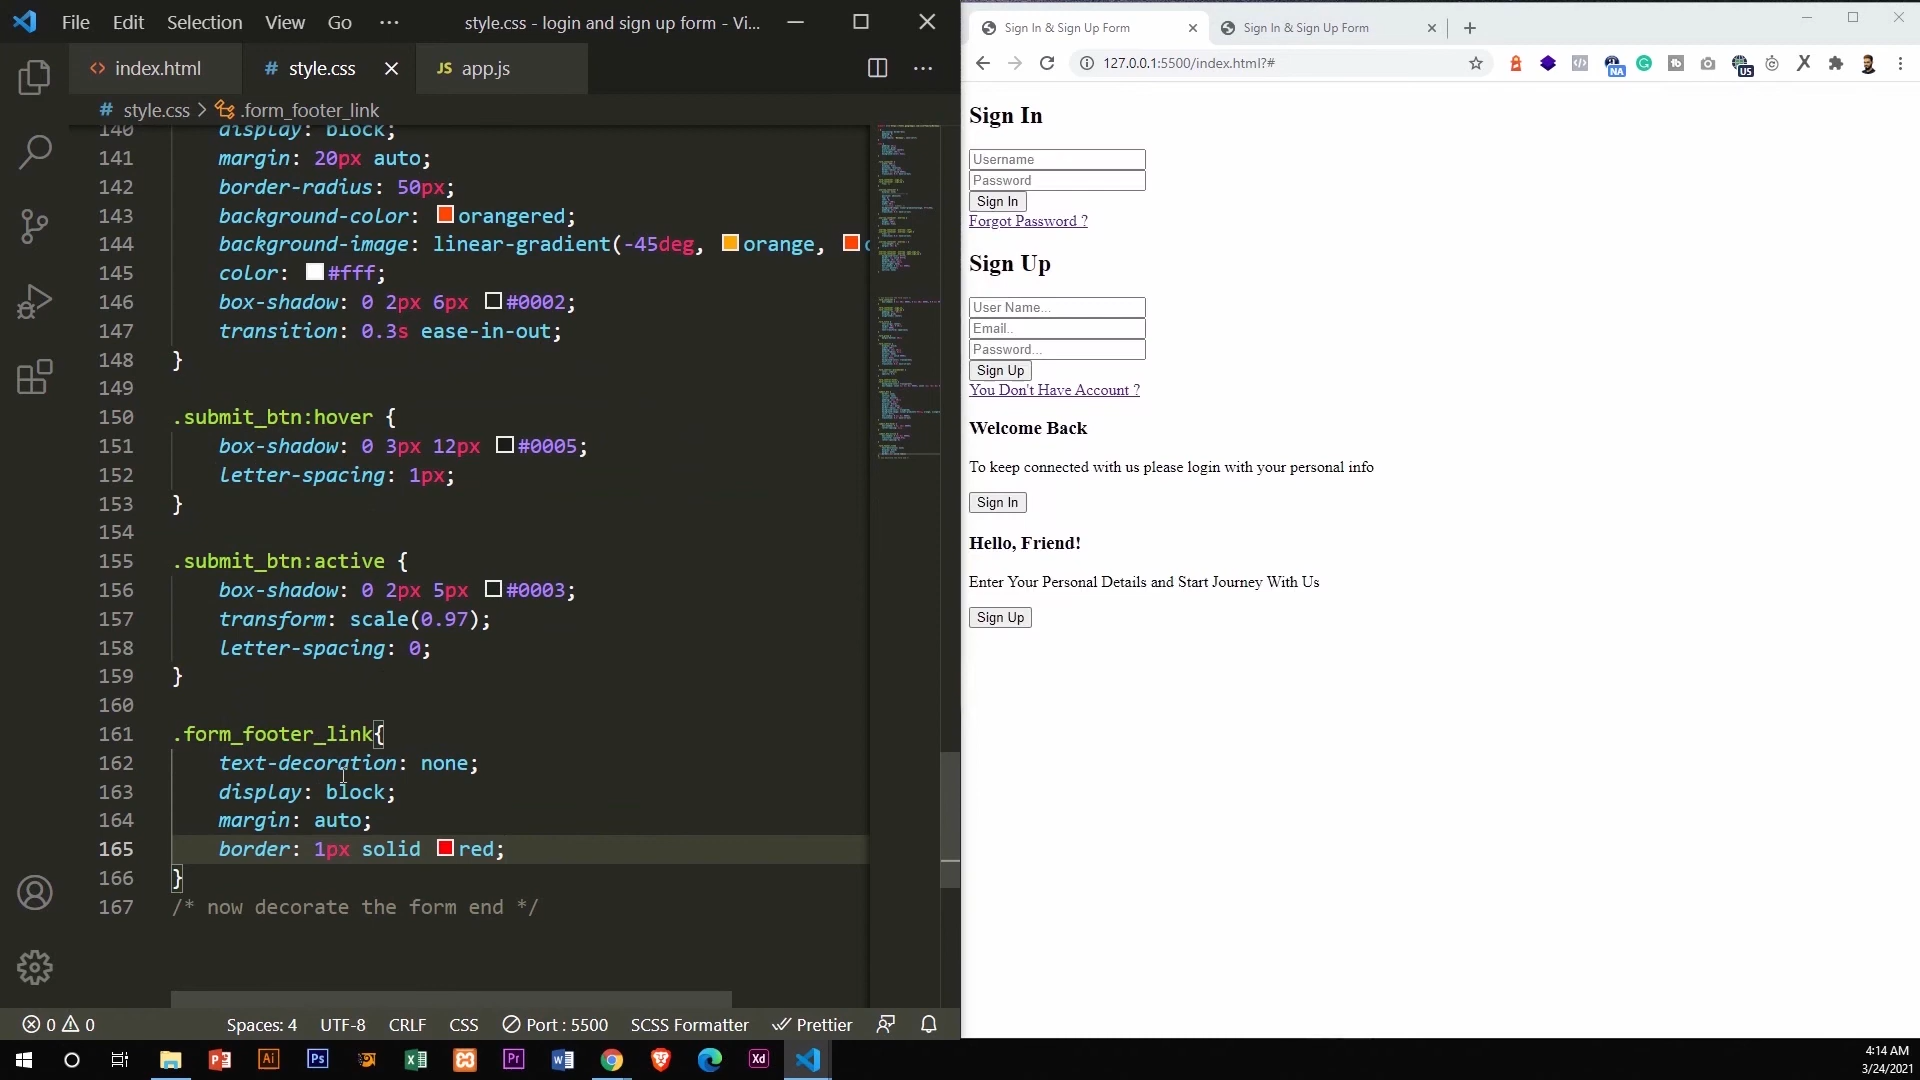 File Edit Selection View Go ··· style.css - login and sign up form - Vi...
<> index.html # style.css JS app.js
# style.css > .form_footer_link
140 display: block;
141 margin: 20px auto;
142 border-radius: 50px;
143 background-color: orangered;
144 background-image: linear-gradient(-45deg, orange,
145 color: #fff;
146 box-shadow: 0 2px 6px #0002;
147 transition: 0.3s ease-in-out;
148 }
149
150 .submit_btn:hover {
151 box-shadow: 0 3px 12px #0005;
152 letter-spacing: 1px;
153 }
154
155 .submit_btn:active {
156 box-shadow: 0 2px 5px #0003;
157 transform: scale(0.97);
158 letter-spacing: 0;
159 }
160
161 .form_footer_link{
162 text-decoration: none;
163 display: block;
164 margin: auto;
165 border: 1px solid red;
166 }
167 /* now decorate the form end */
0 0 Spaces: 4 UTF-8 CRLF CSS Port : 5500 SCSS Formatter Prettier
Sign In & Sign Up Form Sign In & Sign Up Form
127.0.0.1:5500/index.html?#
NA
US
Sign In
Username
Password
Sign In
Forgot Password ?
Sign Up
User Name...
Email..
Password...
Sign Up
You Don't Have Account ?
Welcome Back
To keep connected with us please login with your personal info
Sign In
Hello, Friend!
Enter Your Personal Details and Start Journey With Us
Sign Up
Ai Ps Pr Xd
4:14 AM
3/24/2021